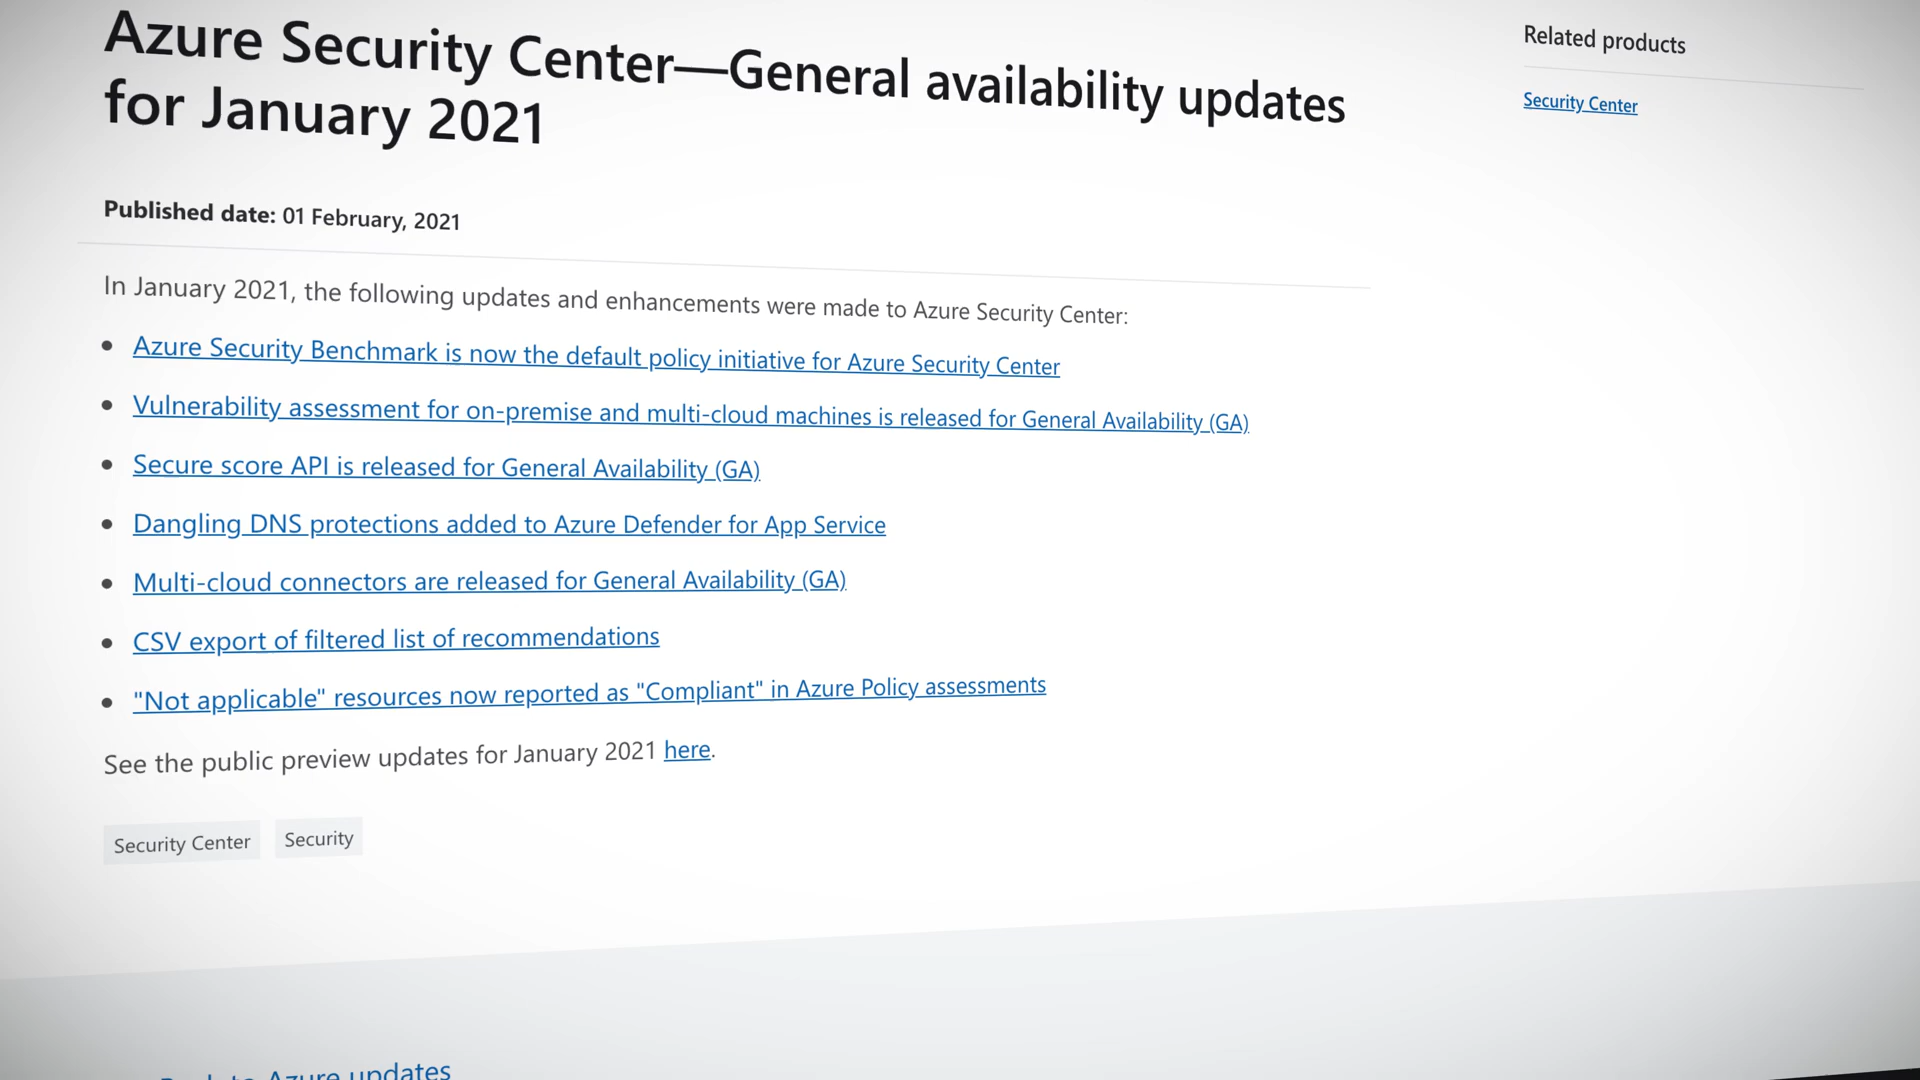 Azure Security Center—General availability updates
for January 2021
Related products
Security Center
Published date: 01 February, 2021
In January 2021, the following updates and enhancements were made to Azure Security Center:
Azure Security Benchmark is now the default policy initiative for Azure Security Center
Vulnerability assessment for on-premise and multi-cloud machines is released for General Availability (GA)
Secure score API is released for General Availability (GA)
Dangling DNS protections added to Azure Defender for App Service
Multi-cloud connectors are released for General Availability (GA)
CSV export of filtered list of recommendations
"Not applicable" resources now reported as "Compliant" in Azure Policy assessments
See the public preview updates for January 2021 here.
Security Center
Security
to Azure updates